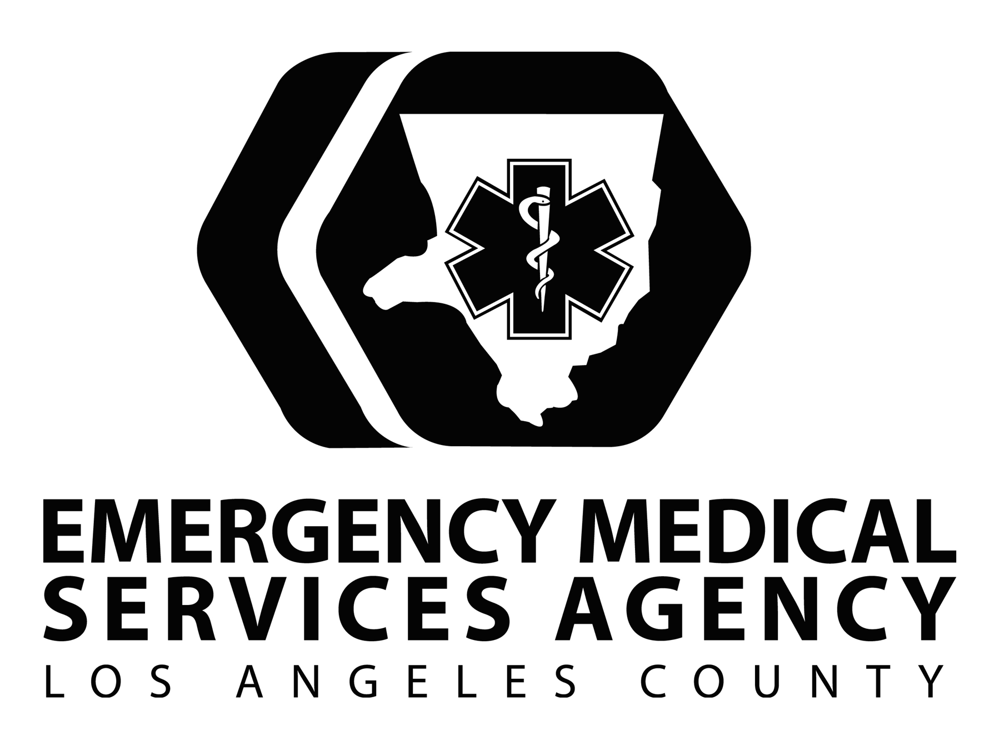 EMERGENCY MEDICAL
SERVICES AGENCY
LOS ANGELES COUNTY